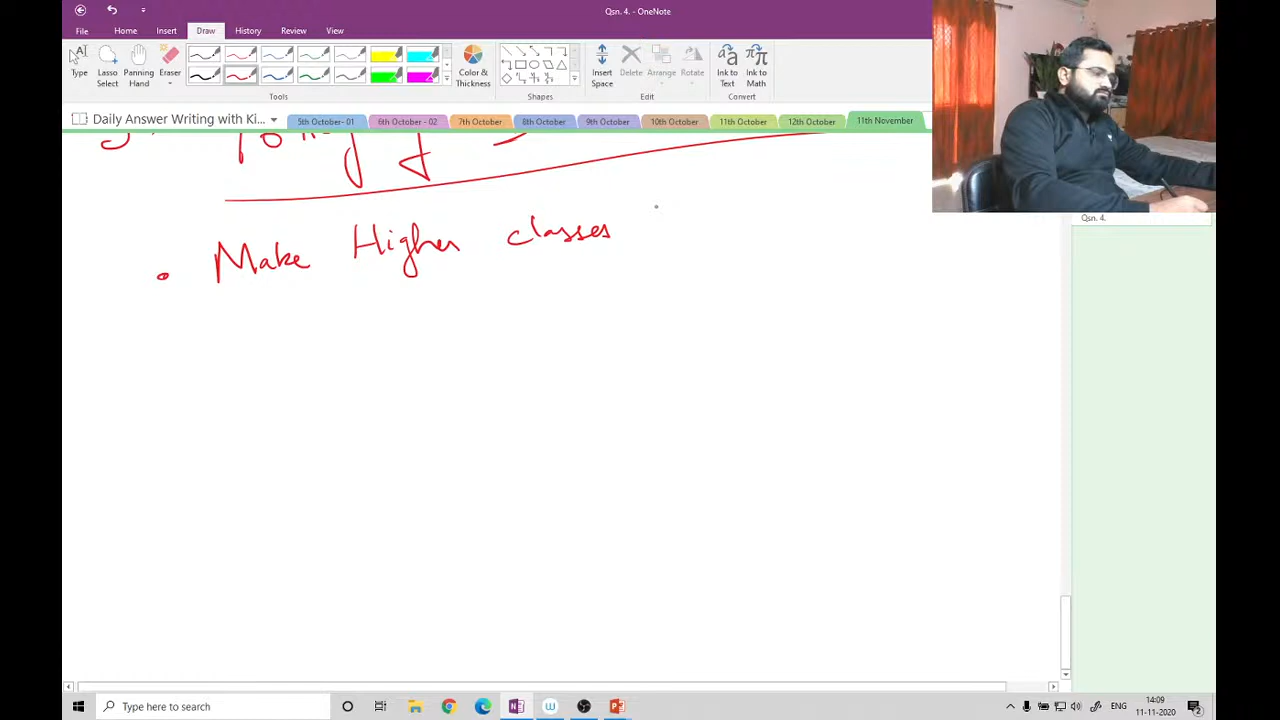 Qsn. 4. - OneNote
File Home Insert Draw History Review View
Type Lasso Select Panning Hand Eraser Color & Thickness Insert Space Delete Arrange Rotate Ink to Text Ink to Math
Tools Shapes Edit Convert
Daily Answer Writing with Ki... 5th October- 01 6th October - 02 7th October 8th October 9th October 10th October 11th October 12th October 11th November
Qsn. 4.
• Make Higher classes
Type here to search
ENG 14:09
11-11-2020
2